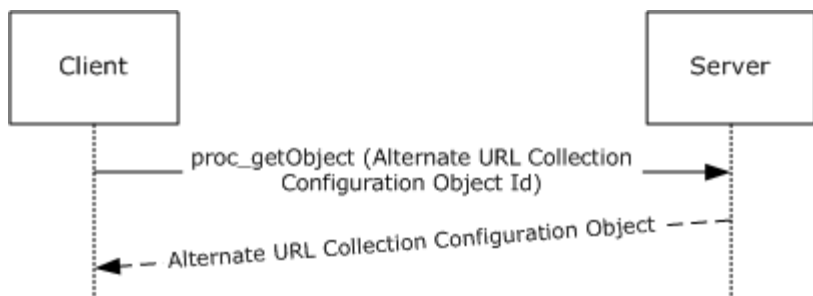 Client
Server
proc_getObject (Alternate URL Collection
Configuration Object Id)
Alternate URL Collection Configuration Object